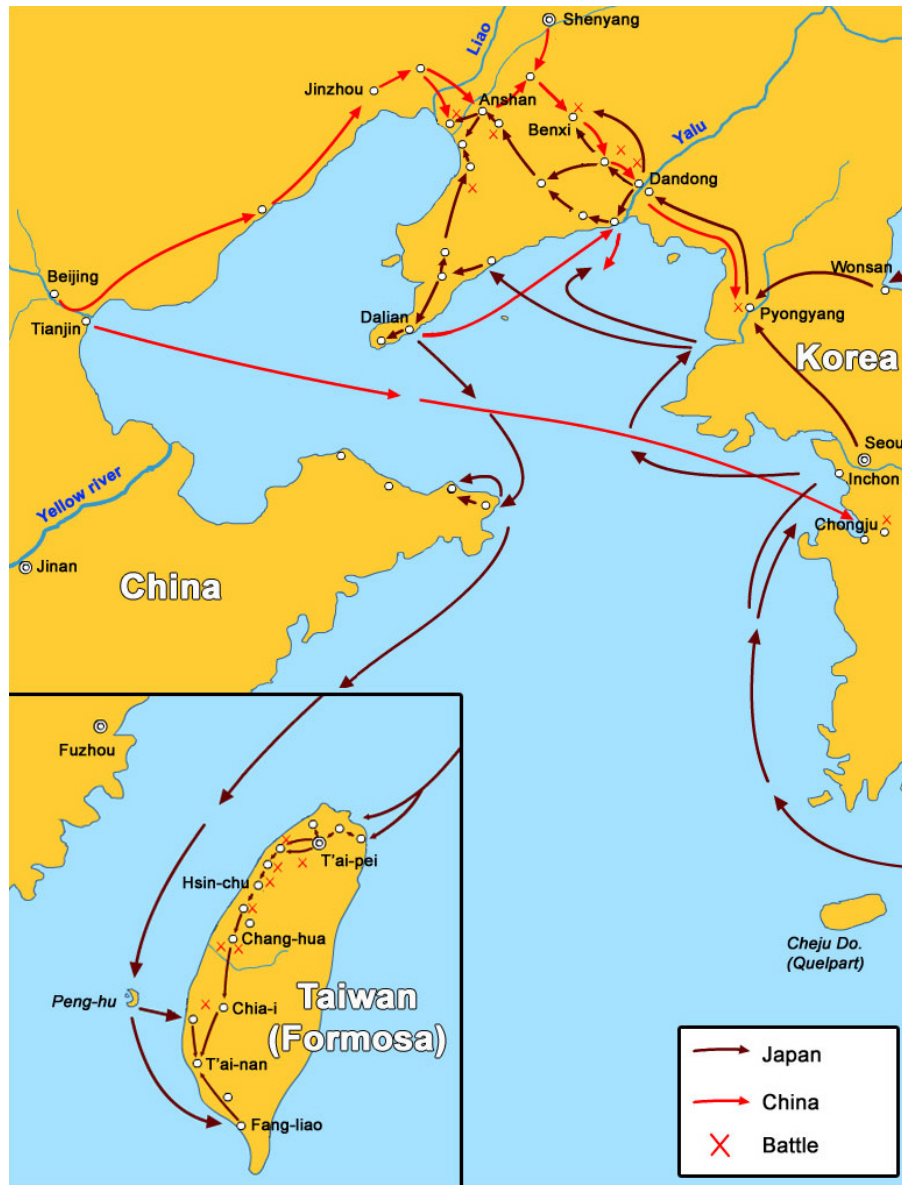 Shenyang
Liao
Jinzhou
Anshan
Benxi
Yalu
Dandong
Beijing
Wonsan
Tianjin
Dalian
Pyongyang
Korea
Seou
Inchon
Yellow river
Chongju
Jinan
China
Fuzhou
T'ai-pei
Hsin-chu
Chang-hua
Cheju Do.
(Quelpart)
Peng-hu
Chia-i
Taiwan
(Formosa)
T'ai-nan
Fang-liao
Japan
China
Battle